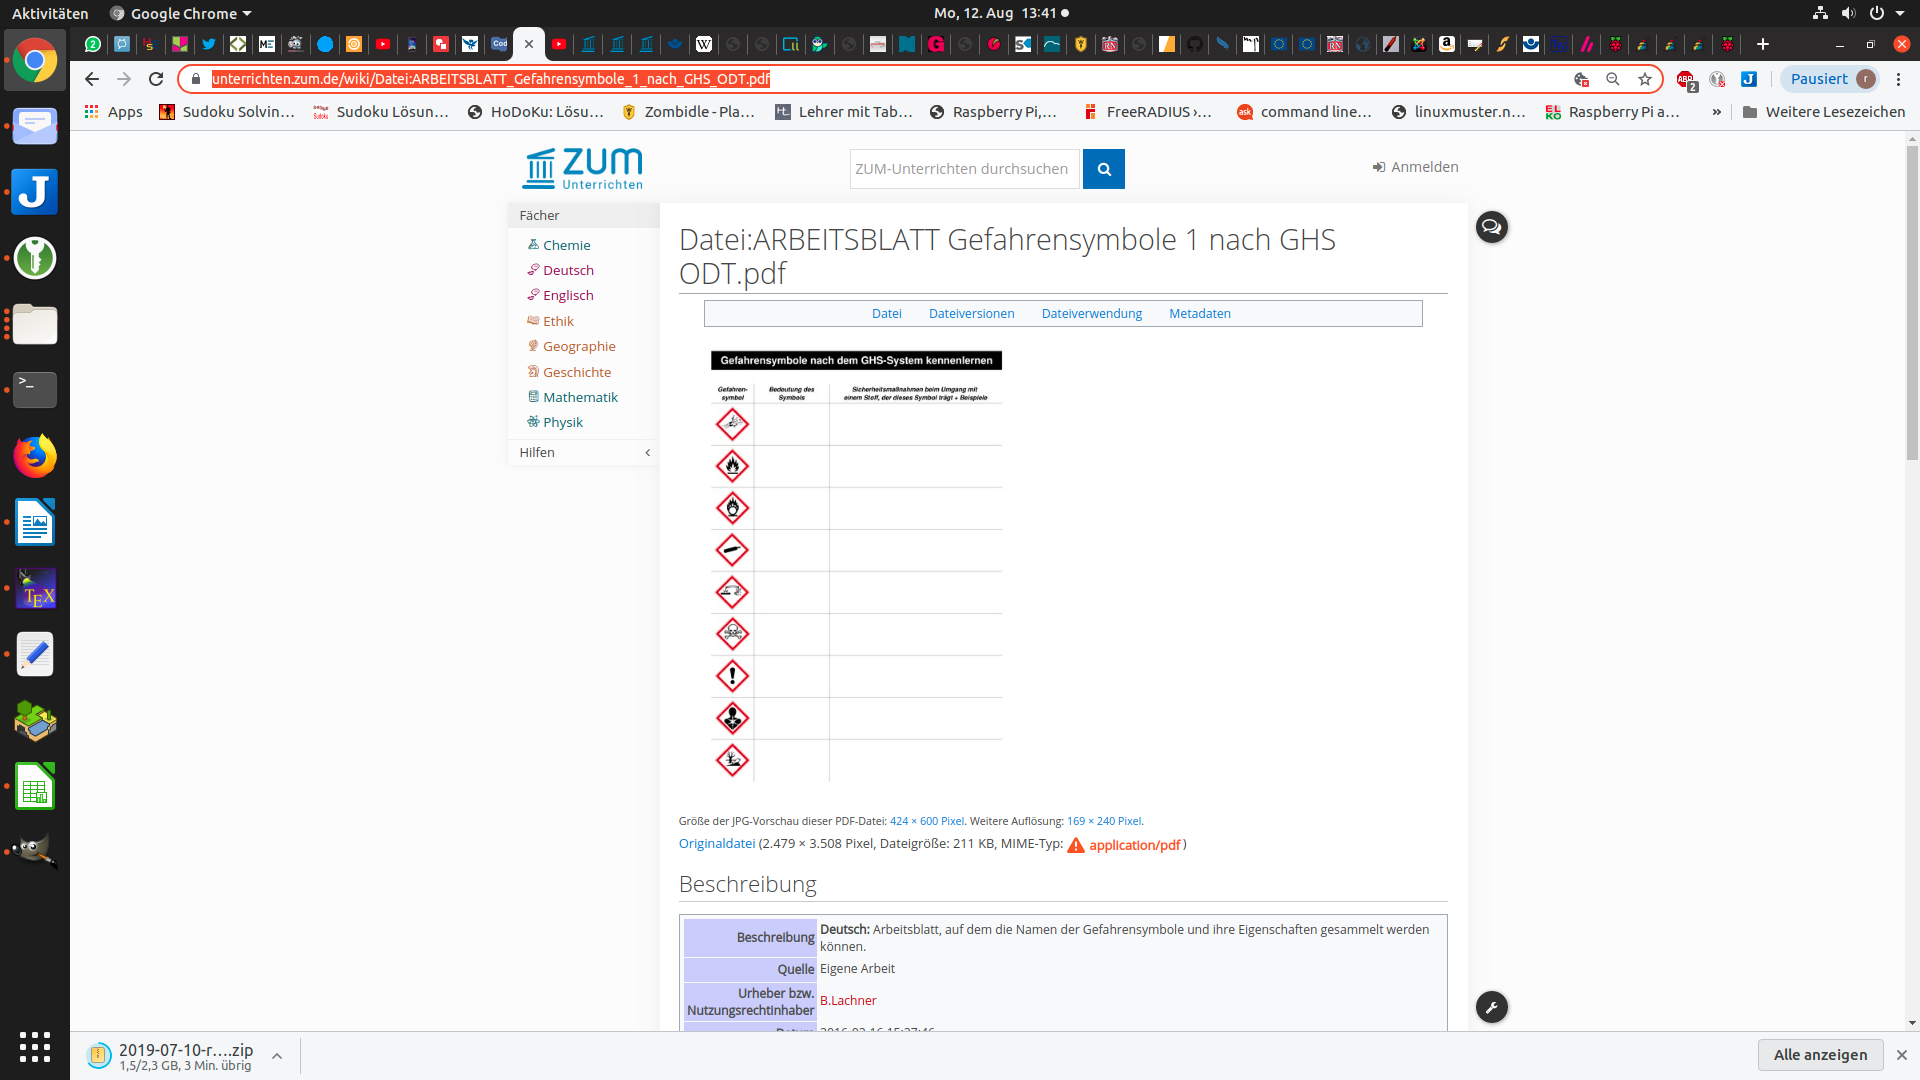 Aktivitäten
Google Chrome
Mo, 12. Aug 13:41
unterrichten.zum.de/wiki/Datei:ARBEITSBLATT_Gefahrensymbole_1_nach_GHS_ODT.pdf
Pausiert
r
Apps
Sudoku Solvin…
Sudoku Lösun…
HoDoKu: Lösu…
Zombidle - Pla…
Lehrer mit Tab…
Raspberry Pi,…
FreeRADIUS ›…
command line…
linuxmuster.n…
Raspberry Pi a…
»
Weitere Lesezeichen
ZUM
Unterrichten
ZUM-Unterrichten durchsuchen
Anmelden
Fächer
Chemie
Deutsch
Englisch
Ethik
Geographie
Geschichte
Mathematik
Physik
Hilfen
Datei:ARBEITSBLATT Gefahrensymbole 1 nach GHS
ODT.pdf
Datei
Dateiversionen
Dateiverwendung
Metadaten
Gefahrensymbole nach dem GHS-System kennenlernen
Gefahren-
symbol
Bedeutung des
Symbols
Sicherheitsmaßnahmen beim Umgang mit
einem Stoff, der dieses Symbol trägt + Beispiele
Größe der JPG-Vorschau dieser PDF-Datei: 424 × 600 Pixel. Weitere Auflösung: 169 × 240 Pixel.
Originaldatei (2.479 × 3.508 Pixel, Dateigröße: 211 KB, MIME-Typ: application/pdf)
Beschreibung
Beschreibung
Deutsch: Arbeitsblatt, auf dem die Namen der Gefahrensymbole und ihre Eigenschaften gesammelt werden
können.
Quelle
Eigene Arbeit
Urheber bzw.
Nutzungsrechtinhaber
B.Lachner
2019-07-10-r….zip
1,5/2,3 GB, 3 Min. übrig
Alle anzeigen